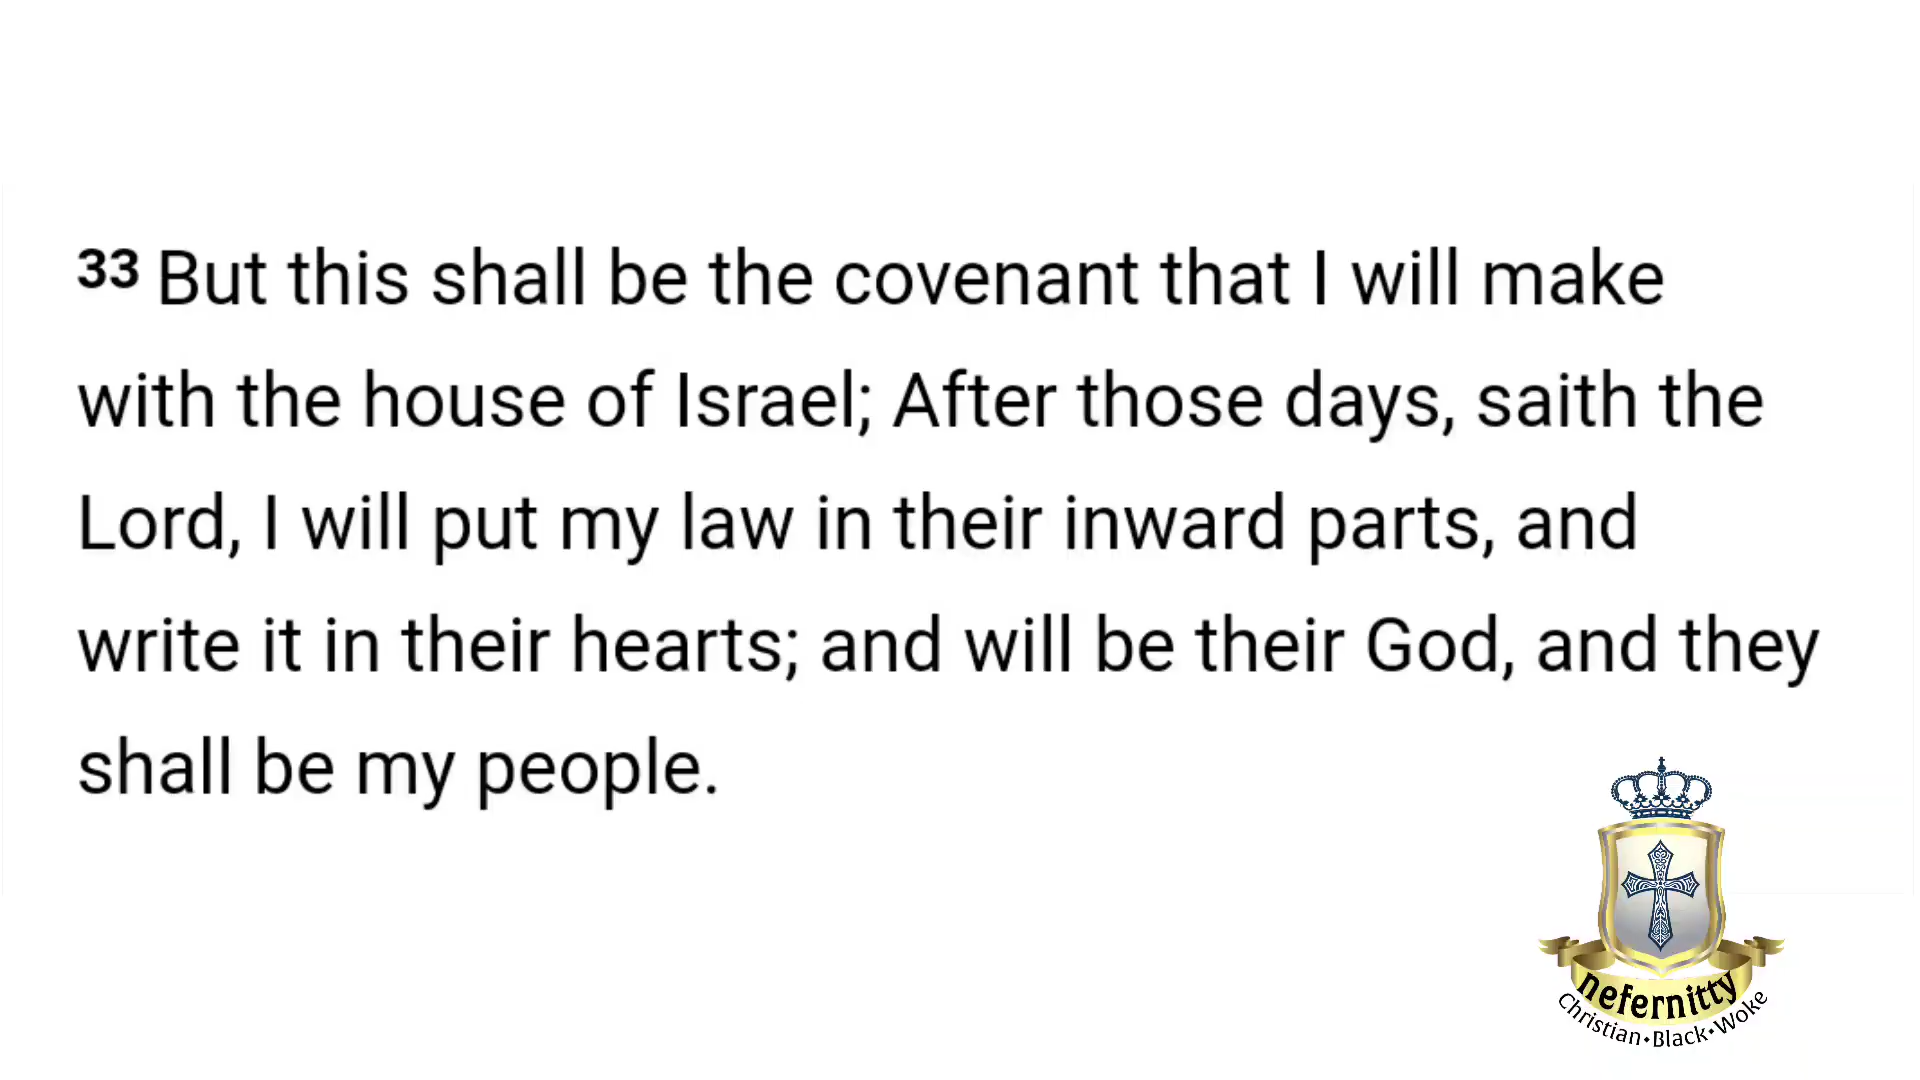 33 But this shall be the covenant that I will make
with the house of Israel; After those days, saith the
Lord, I will put my law in their inward parts, and
write it in their hearts; and will be their God, and they
shall be my people.
nefernitty
Christian•Black•Woke